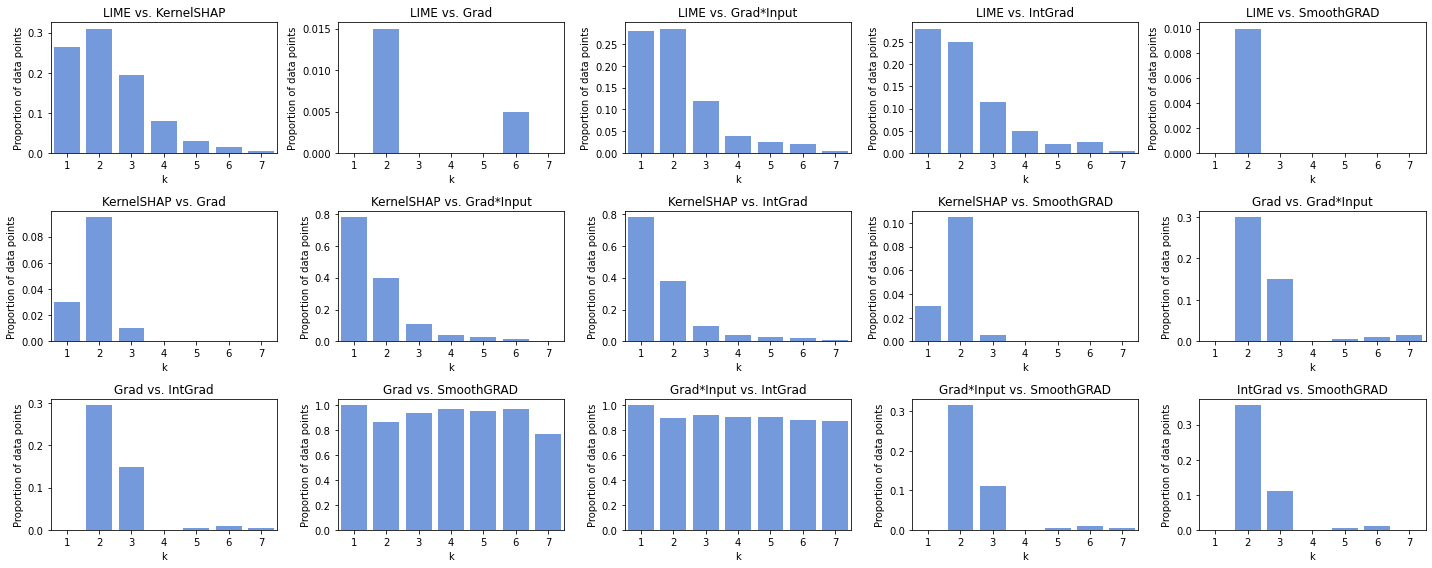 LIME vs. KernelSHAP
Proportion of data points
0.3
0.2
0.1
0.0
1 2 3 4 5 6 7
k
LIME vs. Grad
Proportion of data points
0.015
0.010
0.005
0.000
1 2 3 4 5 6 7
k
LIME vs. Grad*Input
Proportion of data points
0.25
0.20
0.15
0.10
0.05
0.00
1 2 3 4 5 6 7
k
LIME vs. IntGrad
Proportion of data points
0.25
0.20
0.15
0.10
0.05
0.00
1 2 3 4 5 6 7
k
LIME vs. SmoothGRAD
Proportion of data points
0.010
0.008
0.006
0.004
0.002
0.000
1 2 3 4 5 6 7
k
KernelSHAP vs. Grad
Proportion of data points
0.08
0.06
0.04
0.02
0.00
1 2 3 4 5 6 7
k
KernelSHAP vs. Grad*Input
Proportion of data points
0.8
0.6
0.4
0.2
0.0
1 2 3 4 5 6 7
k
KernelSHAP vs. IntGrad
Proportion of data points
0.8
0.6
0.4
0.2
0.0
1 2 3 4 5 6 7
k
KernelSHAP vs. SmoothGRAD
Proportion of data points
0.10
0.08
0.06
0.04
0.02
0.00
1 2 3 4 5 6 7
k
Grad vs. Grad*Input
Proportion of data points
0.3
0.2
0.1
0.0
1 2 3 4 5 6 7
k
Grad vs. IntGrad
Proportion of data points
0.3
0.2
0.1
0.0
1 2 3 4 5 6 7
k
Grad vs. SmoothGRAD
Proportion of data points
1.0
0.8
0.6
0.4
0.2
0.0
1 2 3 4 5 6 7
k
Grad*Input vs. IntGrad
Proportion of data points
1.0
0.8
0.6
0.4
0.2
0.0
1 2 3 4 5 6 7
k
Grad*Input vs. SmoothGRAD
Proportion of data points
0.3
0.2
0.1
0.0
1 2 3 4 5 6 7
k
IntGrad vs. SmoothGRAD
Proportion of data points
0.3
0.2
0.1
0.0
1 2 3 4 5 6 7
k